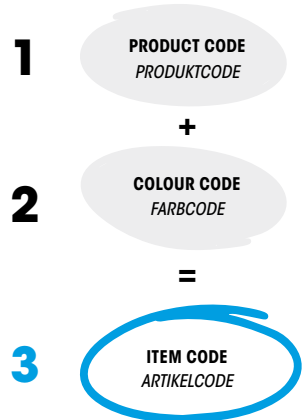 1
PRODUCT CODE
PRODUKTCODE
+
2
COLOUR CODE
FARBCODE
=
3
ITEM CODE
ARTIKELCODE